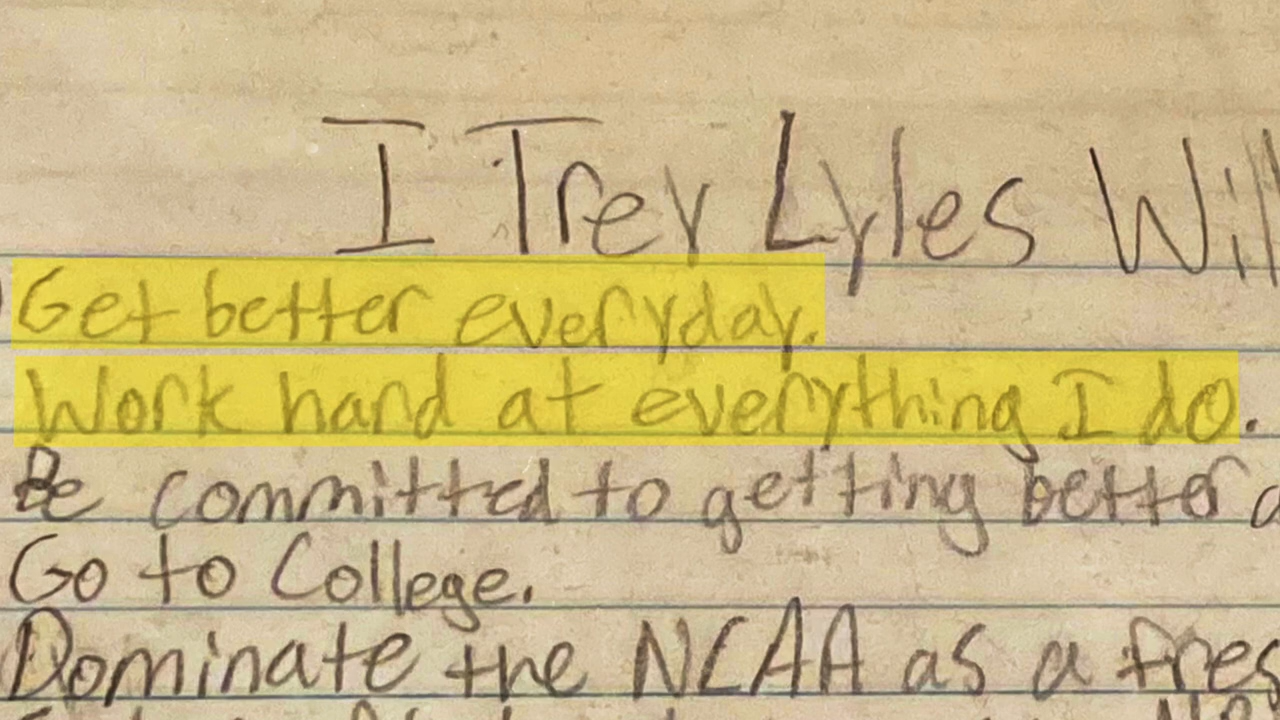 I Trey Lyles Will
Get better everyday.
Work hard at everything I do.
Be committed to getting better
Go to College.
Dominate the NCAA as a